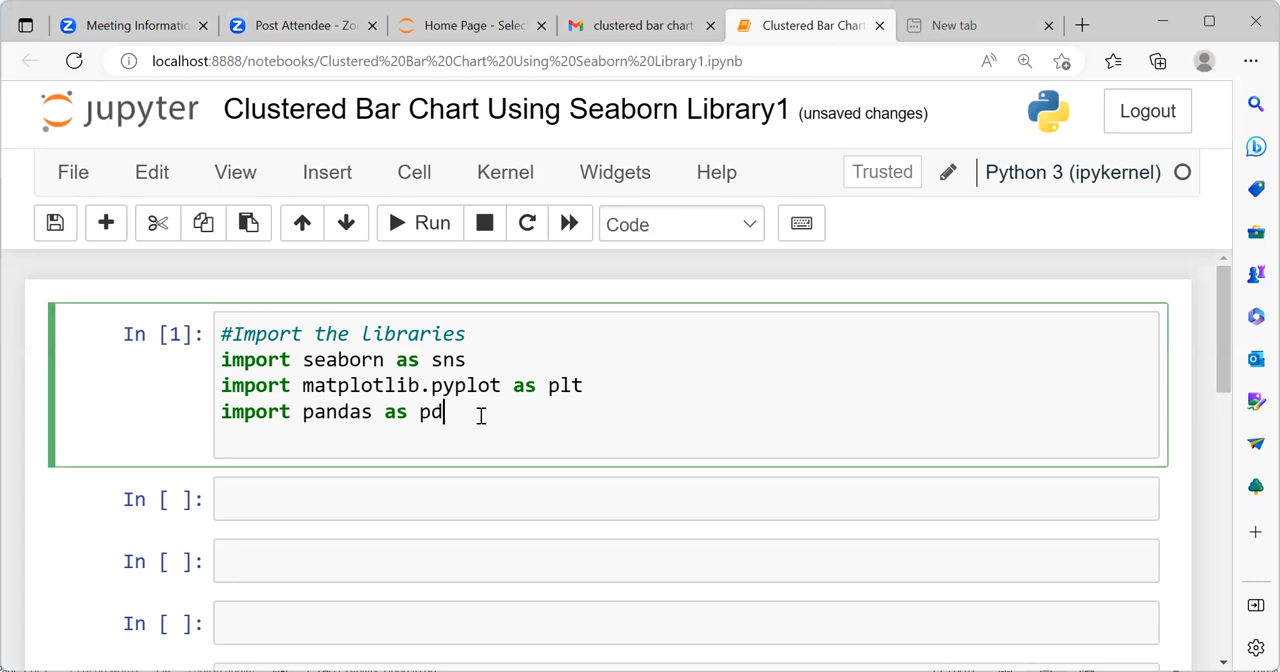 Meeting Informatic
Post Attendee - Zo
Home Page - Selec
clustered bar chart
Clustered Bar Chart
New tab
localhost:8888/notebooks/Clustered%20Bar%20Chart%20Using%20Seaborn%20Library1.ipynb
jupyter Clustered Bar Chart Using Seaborn Library1 (unsaved changes)
Logout
File Edit View Insert Cell Kernel Widgets Help
Trusted
Python 3 (ipykernel)
Run
Code
In [1]:
#Import the libraries
import seaborn as sns
import matplotlib.pyplot as plt
import pandas as pd
In [ ]:
In [ ]:
In [ ]: